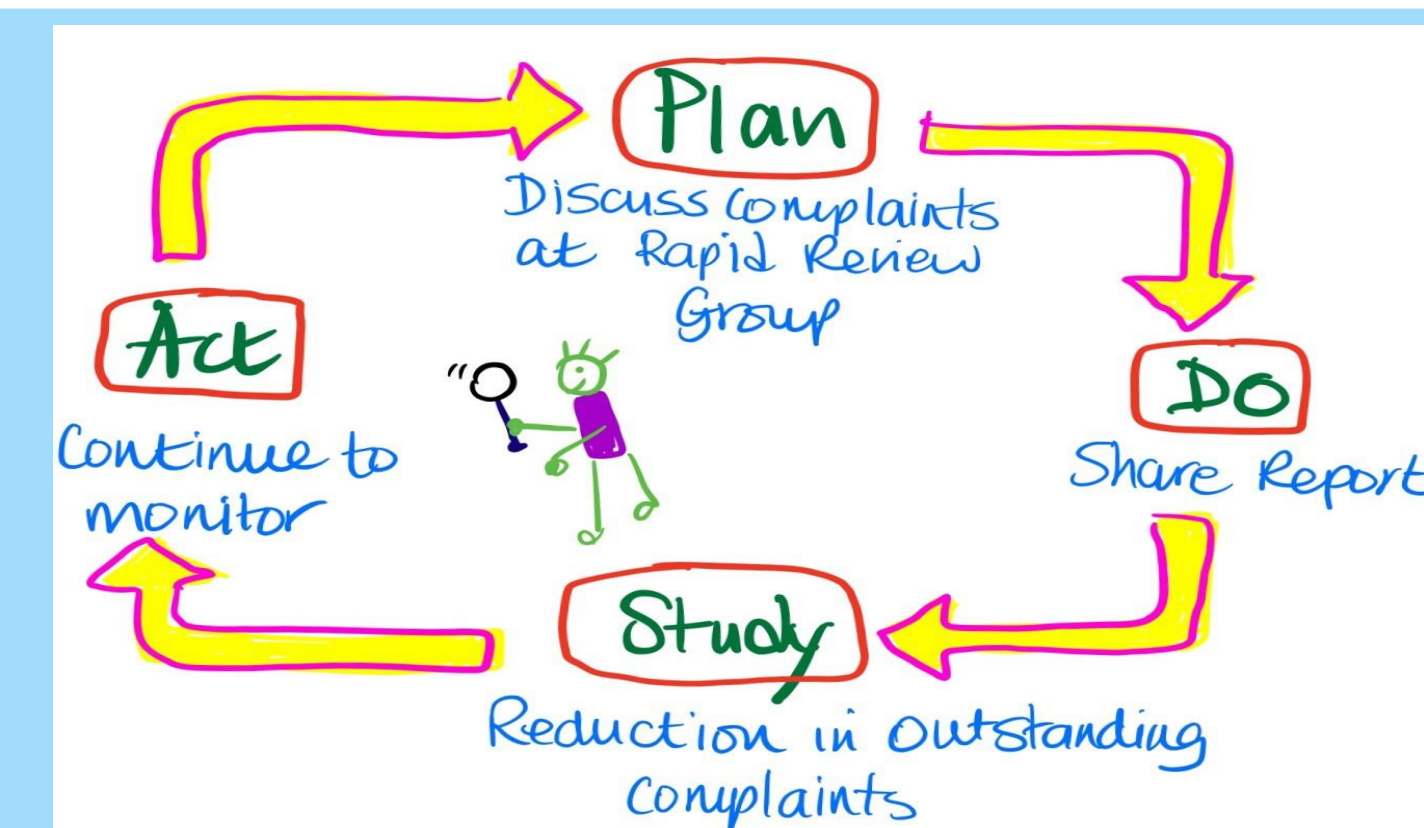 Plan
Discuss Complaints
at Rapid Review
Group
Do
Share Report
Study
Reduction in Outstanding
Complaints
Act
Continue to
monitor